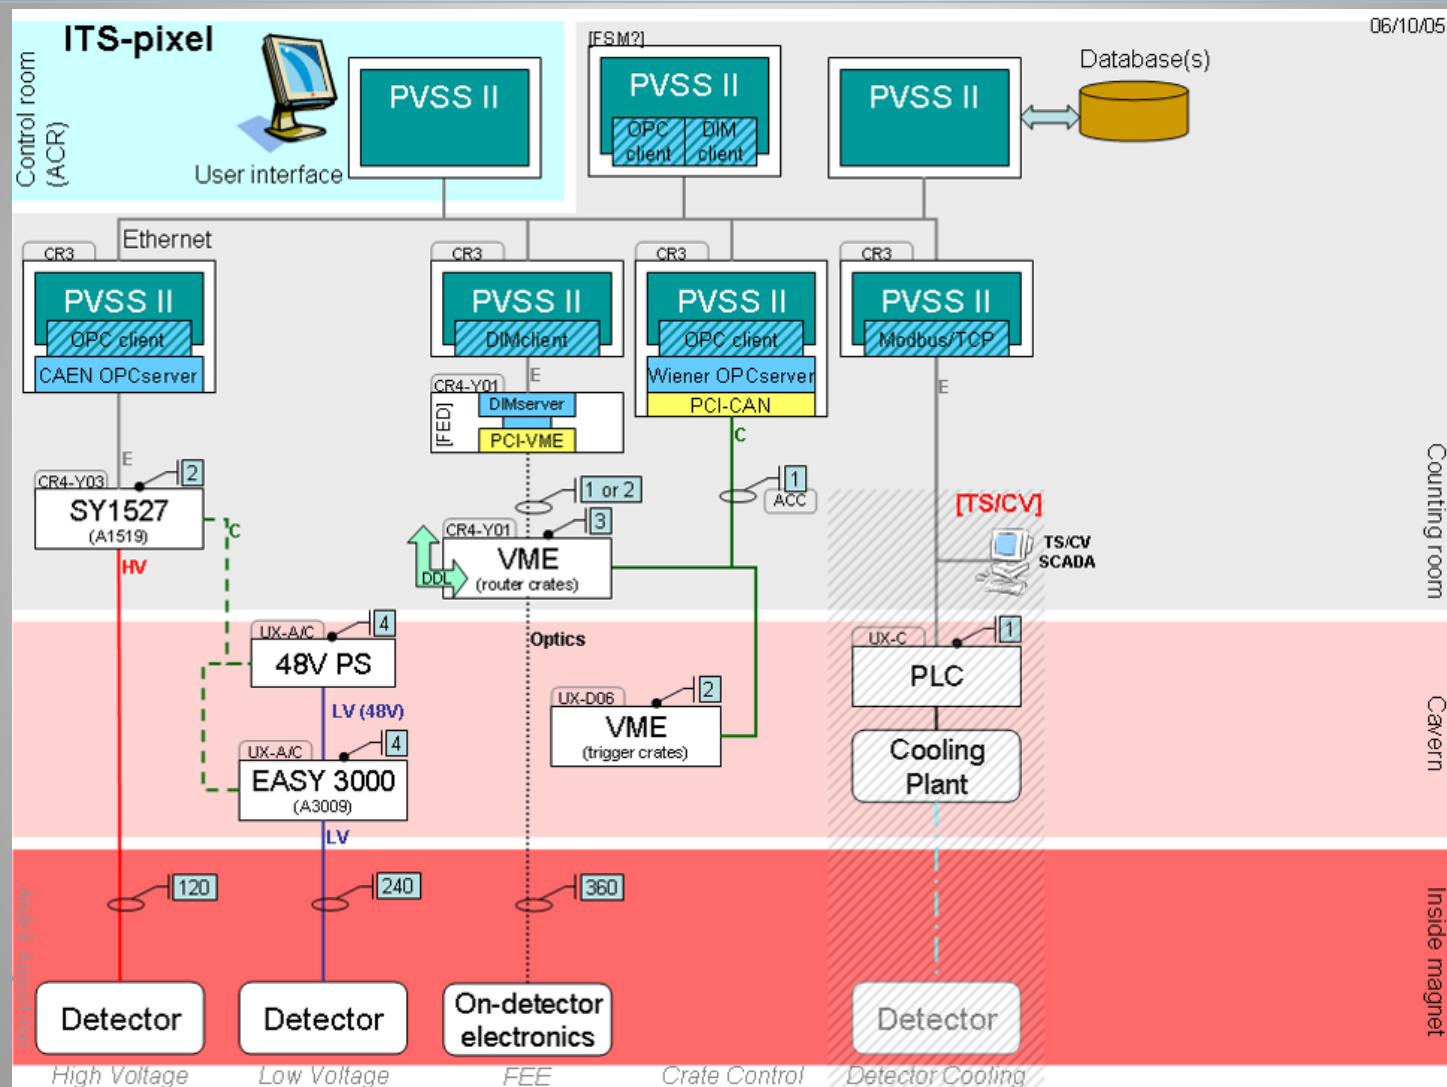 06/10/05
ITS-pixel
Control room
(ACR)
User interface
PVSS II
[FSM?]
PVSS II
OPC
client
DIM
client
PVSS II
Database(s)
Ethernet
CR3
PVSS II
OPC client
CAEN OPCserver
CR3
PVSS II
DIMclient
CR3
PVSS II
OPC client
Wiener OPCserver
PCI-CAN
CR3
PVSS II
Modbus/TCP
E
CR4-Y01
[FED]
DIMserver
PCI-VME
E
C
E
CR4-Y03
2
SY1527
(A1519)
C
HV
1 or 2
1
ACC
CR4-Y01
3
VME
(router crates)
DDL
[TS/CV]
TS/CV
SCADA
Counting room
UX-A/C
4
48V PS
Optics
LV (48V)
UX-D06
2
VME
(trigger crates)
UX-C
1
PLC
Cooling
Plant
UX-A/C
4
EASY 3000
(A3009)
LV
Cavern
120
240
360
Inside magnet
André Augustinus
Detector
Detector
On-detector
electronics
Detector
High Voltage
Low Voltage
FEE
Crate Control
Detector Cooling